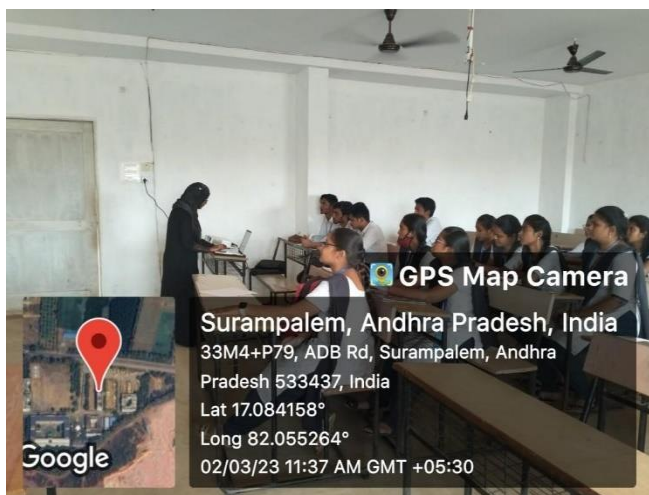 GPS Map Camera
Surampalem, Andhra Pradesh, India
33M4+P79, ADB Rd, Surampalem, Andhra
Pradesh 533437, India
Lat 17.084158°
Long 82.055264°
02/03/23 11:37 AM GMT +05:30
Google